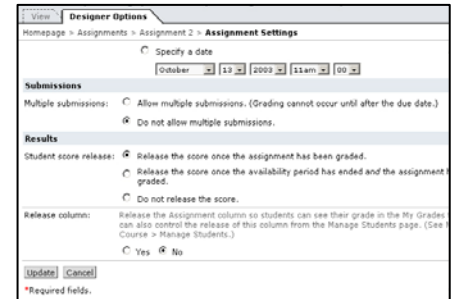 View Designer Options
Homepage > Assignments > Assignment 2 > Assignment Settings
Specify a date
October 13 2003 11am 00
Submissions
Multiple submissions: Allow multiple submissions. (Grading cannot occur until after the due date.)
Do not allow multiple submissions.
Results
Student score release: Release the score once the assignment has been graded.
Release the score once the availability period has ended and the assignment
graded.
Do not release the score.
Release column: Release the Assignment column so students can see their grade in the My Grades
can also control the release of this column from the Manage Students page. (See
Course > Manage Students.)
Yes No
Update Cancel
*Required fields.